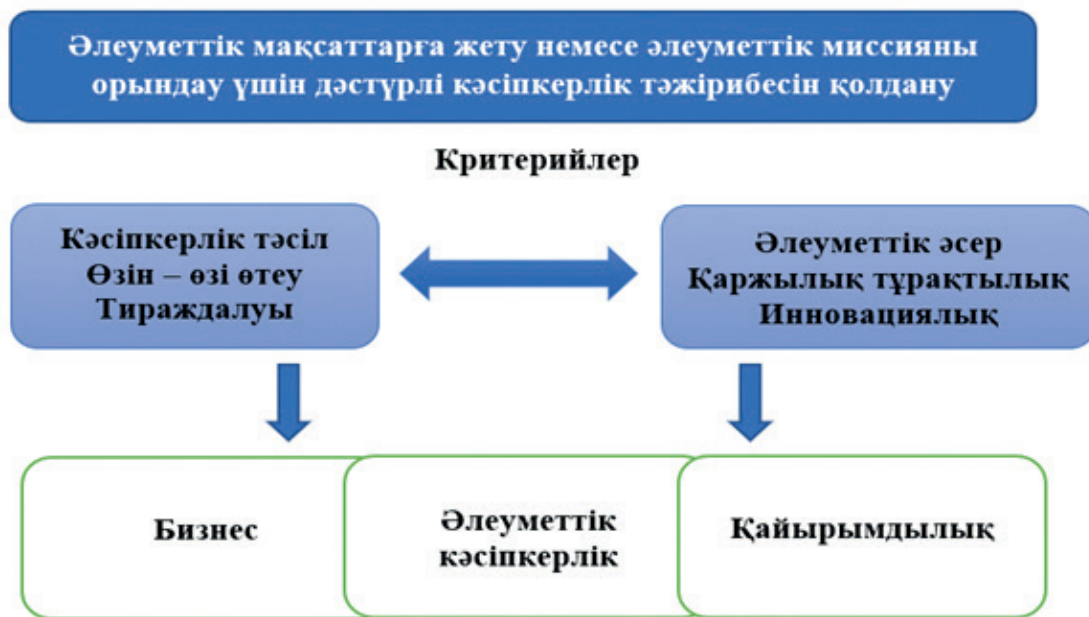 Әлеуметтік мақсаттарға жету немесе әлеуметтік миссияны
орындау үшін дәстүрлі кәсіпкерлік тәжірибесін қолдану
Критерийлер
Кәсіпкерлік тәсіл
Өзін – өзі өтеу
Тираждалуы
Әлеуметтік әсер
Қаржылық тұрақтылық
Инновациялық
Бизнес
Әлеуметтік
кәсіпкерлік
Қайырымдылық